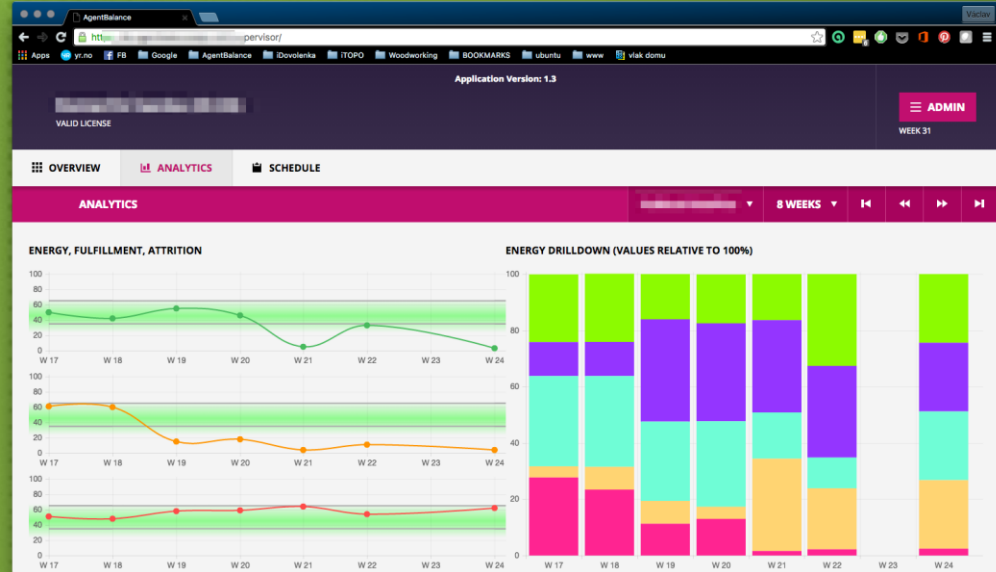 AgentBalance
Václav
http
pervisor/
Apps yr.no FB Google AgentBalance iDovolenka iTOPO Woodworking BOOKMARKS ubuntu www vlak domu
Application Version: 1.3
VALID LICENSE
ADMIN
WEEK 31
OVERVIEW ANALYTICS SCHEDULE
ANALYTICS
8 WEEKS
ENERGY, FULFILLMENT, ATTRITION
100
80
60
40
20
0
W 17 W 18 W 19 W 20 W 21 W 22 W 23 W 24
100
80
60
40
20
0
W 17 W 18 W 19 W 20 W 21 W 22 W 23 W 24
100
80
60
40
20
0
W 17 W 18 W 19 W 20 W 21 W 22 W 23 W 24
ENERGY DRILLDOWN (VALUES RELATIVE TO 100%)
100
80
60
40
20
0
W 17 W 18 W 19 W 20 W 21 W 22 W 23 W 24